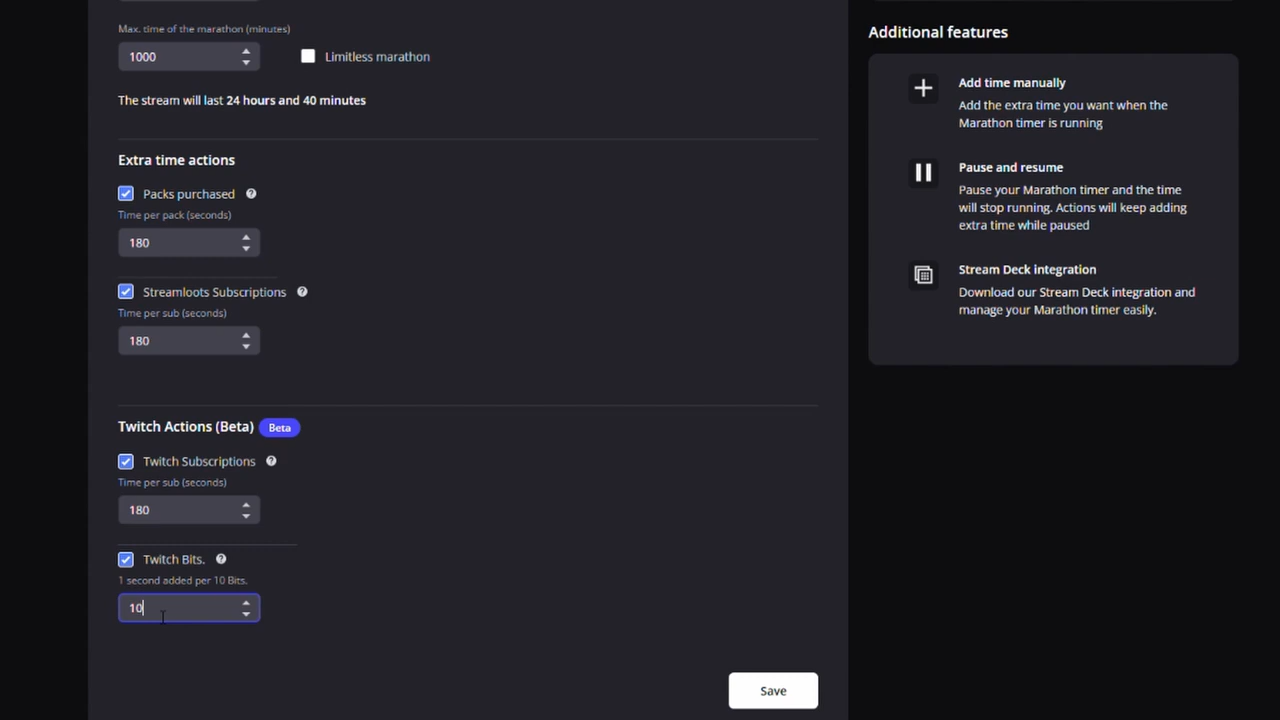 Max. time of the marathon (minutes)
1000
Limitless marathon
The stream will last 24 hours and 40 minutes
Extra time actions
Packs purchased
Time per pack (seconds)
180
Streamloots Subscriptions
Time per sub (seconds)
180
Twitch Actions (Beta) Beta
Twitch Subscriptions
Time per sub (seconds)
180
Twitch Bits.
1 second added per 10 Bits.
10
Save
Additional features
Add time manually
Add the extra time you want when the
Marathon timer is running
Pause and resume
Pause your Marathon timer and the time
will stop running. Actions will keep adding
extra time while paused
Stream Deck integration
Download our Stream Deck integration and
manage your Marathon timer easily.